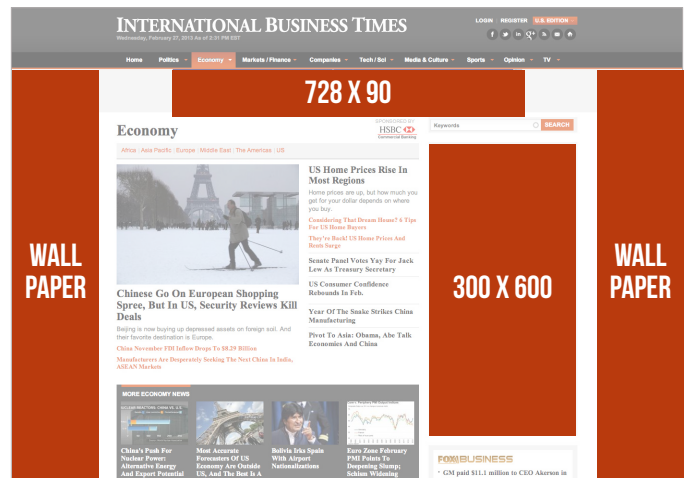 INTERNATIONAL BUSINESS TIMES
Wednesday, February 27, 2013 As of 2:31 PM EST
LOGIN REGISTER U.S. EDITION
Home Politics Economy Markets / Finance Companies Tech / Sci Media & Culture Sports Opinion TV
728 X 90
Economy
SPONSORED BY
HSBC
Commercial Banking
Keywords
SEARCH
Africa Asia Pacific Europe Middle East The Americas US
WALL
PAPER
US Home Prices Rise In
Most Regions
Home prices are up, but how much you
get for your dollar depends on where
you buy.
Considering That Dream House? 6 Tips
For US Home Buyers
They're Back! US Home Prices And
Rents Surge
Senate Panel Votes Yay For Jack
Lew As Treasury Secretary
US Consumer Confidence
Rebounds In Feb.
Year Of The Snake Strikes China
Manufacturing
Pivot To Asia: Obama, Abe Talk
Economies And China
Chinese Go On European Shopping
Spree, But In US, Security Reviews Kill
Deals
Beijing is now buying up depressed assets on foreign soil. And
their favorite destination is Europe.
China November FDI Inflow Drops To $8.29 Billion
Manufacturers Are Desperately Seeking The Next China In India,
ASEAN Markets
300 X 600
WALL
PAPER
MORE ECONOMY NEWS
China's Push For
Nuclear Power:
Alternative Energy
And Export Potential
Most Accurate
Forecasters Of US
Economy Are Outside
US, And The Best Is A
Bolivia Irks Spain
With Airport
Nationalizations
Euro Zone February
PMI Points To
Deepening Slump;
Schism Widening
FOX BUSINESS
GM paid $11.1 million to CEO Akerson in